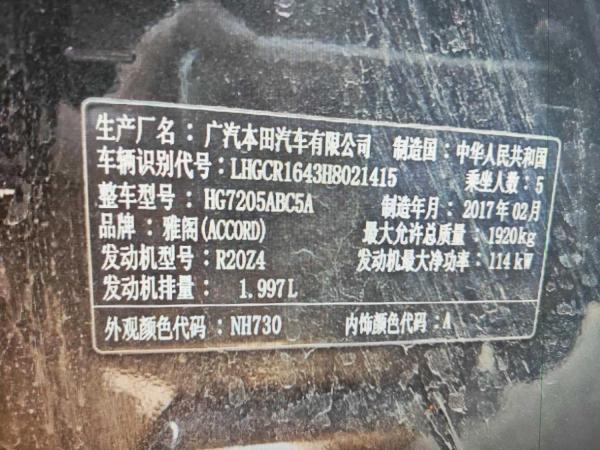 生产厂名：广汽本田汽车有限公司 制造国：中华人民共和国
车辆识别代号：LHGCR1643H8021415 乘坐人数：5
整车型号：HG7205ABC5A 制造年月：2017年02月
品牌：雅阁(ACCORD) 最大允许总质量：1920kg
发动机型号：R20Z4 发动机最大净功率：114kW
发动机排量：1.997L
外观颜色代码：NH730 内饰颜色代码：A